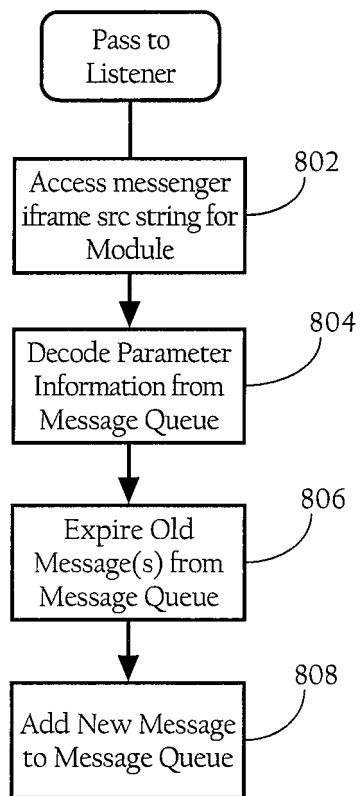 Pass to
Listener
802
Access messenger
iframe src string for
Module
804
Decode Parameter
Information from
Message Queue
806
Expire Old
Message(s) from
Message Queue
808
Add New Message
to Message Queue